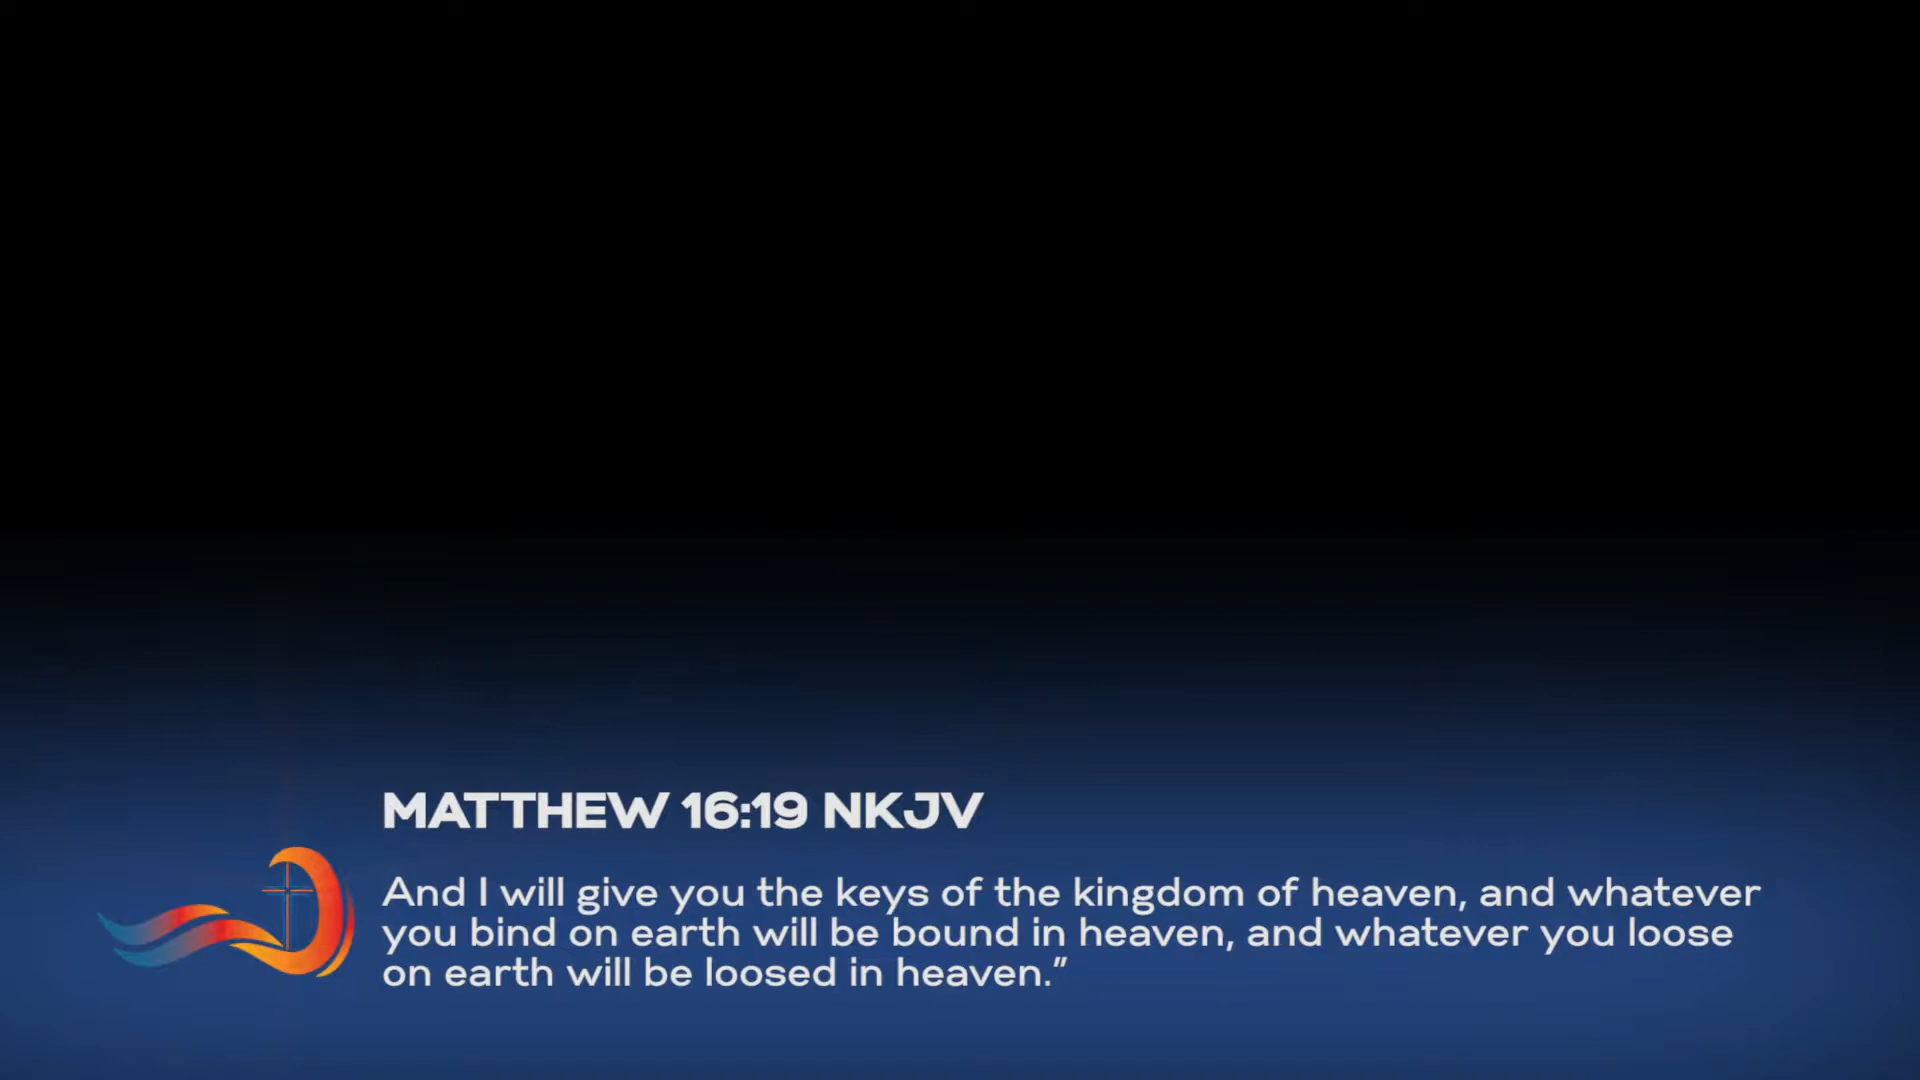 MATTHEW 16:19 NKJV
And I will give you the keys of the kingdom of heaven, and whatever
you bind on earth will be bound in heaven, and whatever you loose
on earth will be loosed in heaven.”